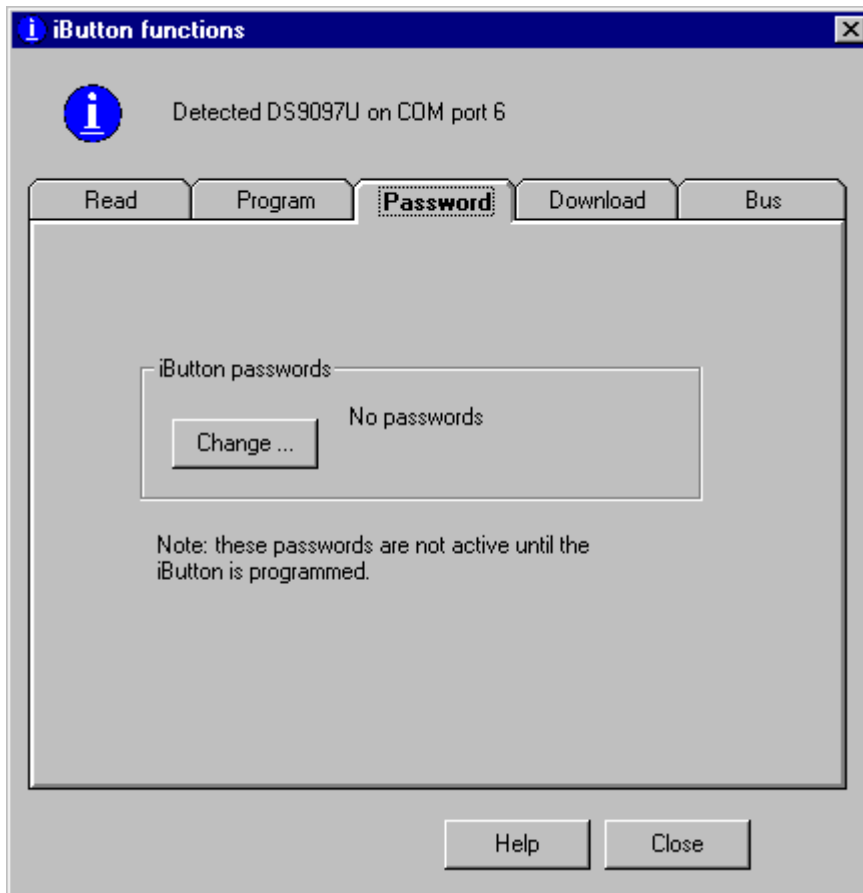 iButton functions
Detected DS9097U on COM port 6
Read Program Password Download Bus
iButton passwords
No passwords
Change ...
Note: these passwords are not active until the
iButton is programmed.
Help Close